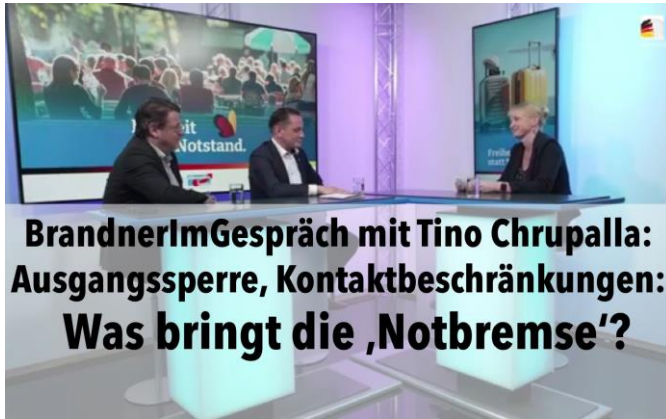 Notstand.
BrandnerImGespräch mit Tino Chrupalla:
Ausgangssperre, Kontaktbeschränkungen:
Was bringt die ‚Notbremse‘?